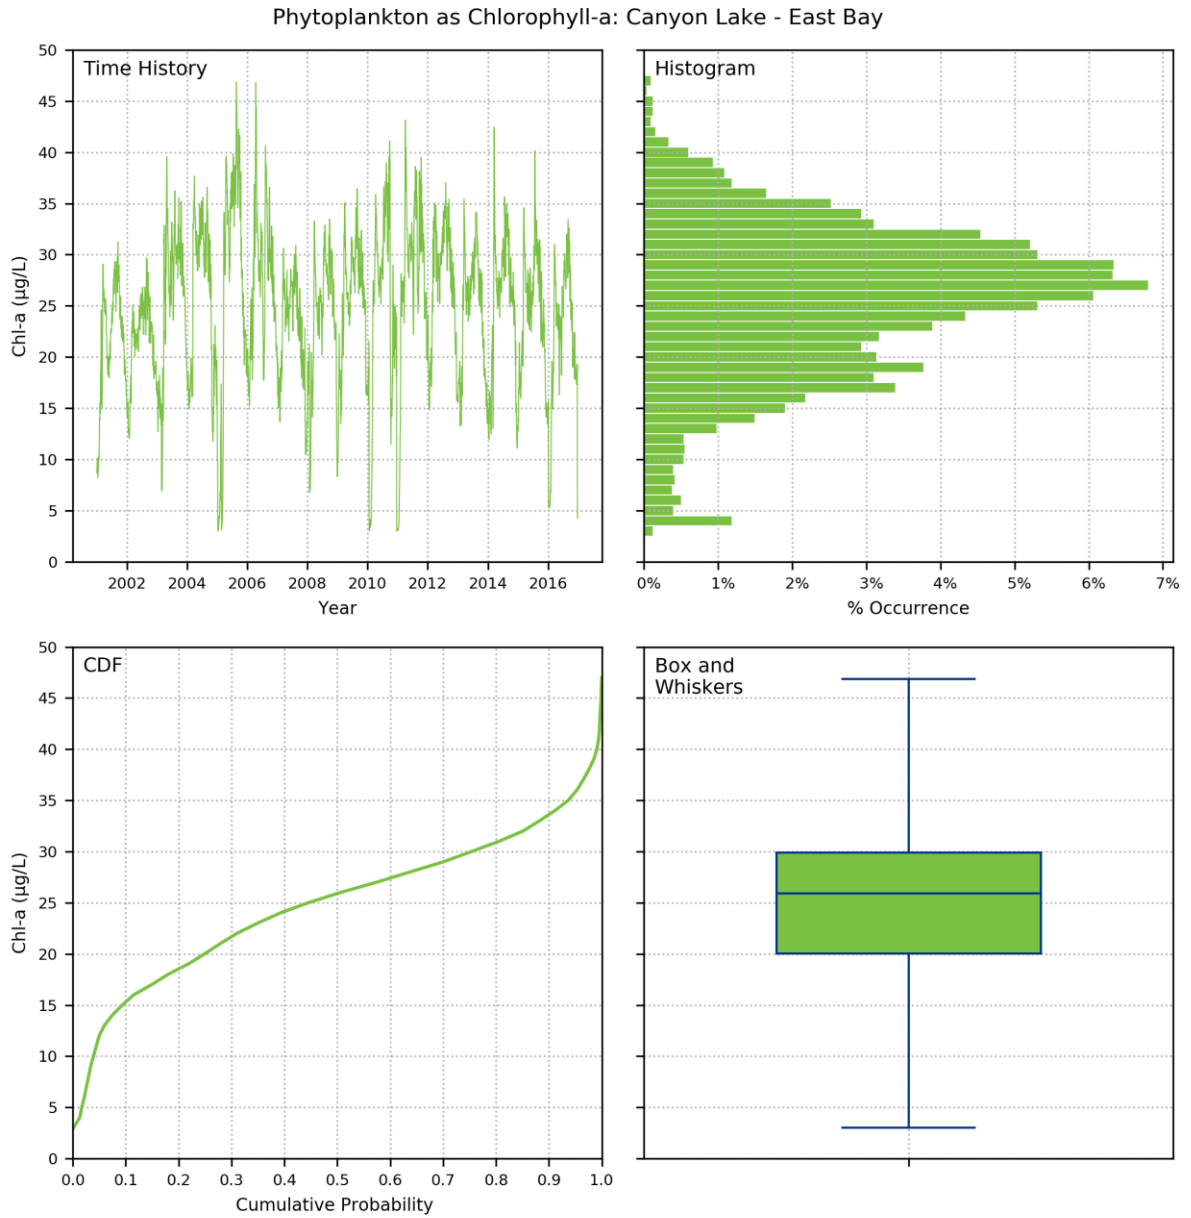 Phytoplankton as Chlorophyll-a: Canyon Lake - East Bay
Time History
50
45
40
35
30
25
20
15
10
5
0
Chl-a (µg/L)
2002 2004 2006 2008 2010 2012 2014 2016
Year
Histogram
0% 1% 2% 3% 4% 5% 6% 7%
% Occurrence
CDF
50
45
40
35
30
25
20
15
10
5
0
Chl-a (µg/L)
0.0 0.1 0.2 0.3 0.4 0.5 0.6 0.7 0.8 0.9 1.0
Cumulative Probability
Box and
Whiskers